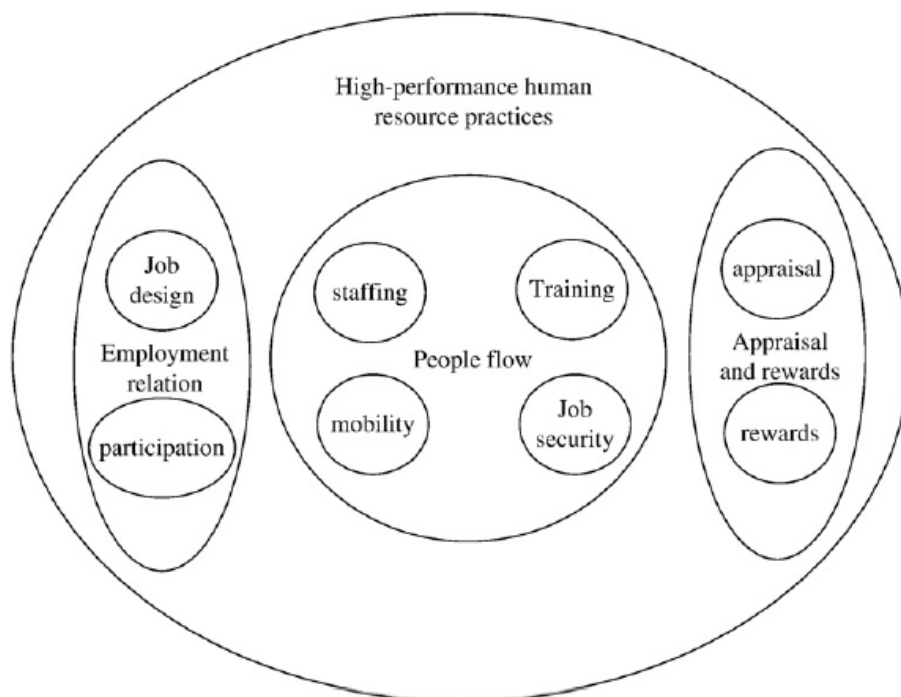 High-performance human
resource practices
Job
design
Employment
relation
participation
staffing
Training
People flow
mobility
Job
security
appraisal
Appraisal
and rewards
rewards